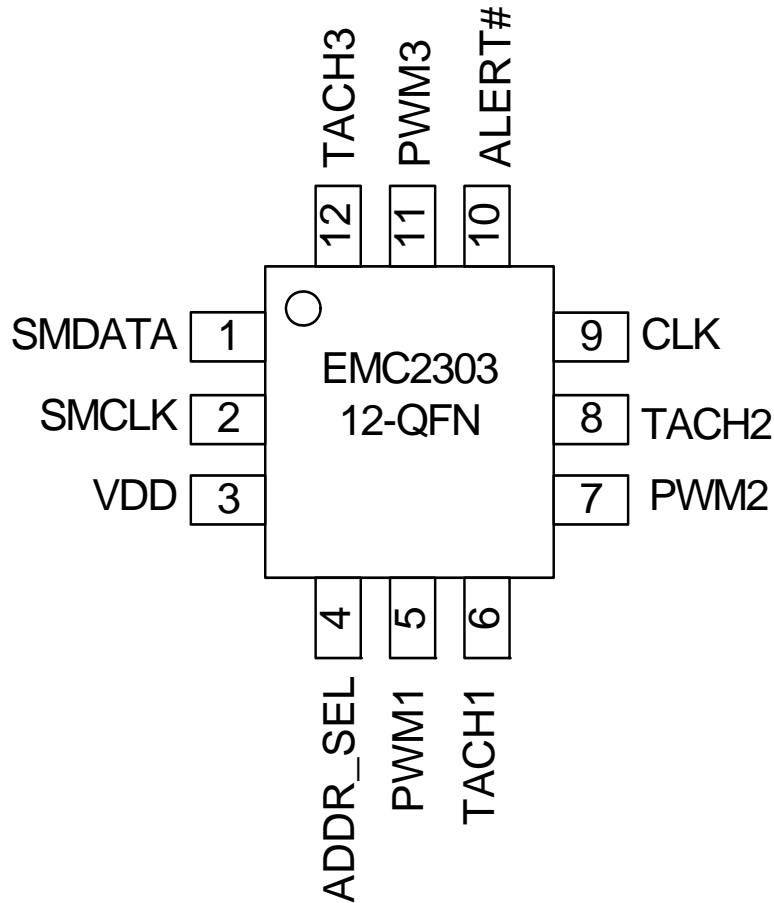 TACH3
PWM3
ALERT#
12
11
10
SMDATA 1
SMCLK 2
VDD 3
EMC2303
12-QFN
9 CLK
8 TACH2
7 PWM2
4
5
6
ADDR_SEL
PWM1
TACH1